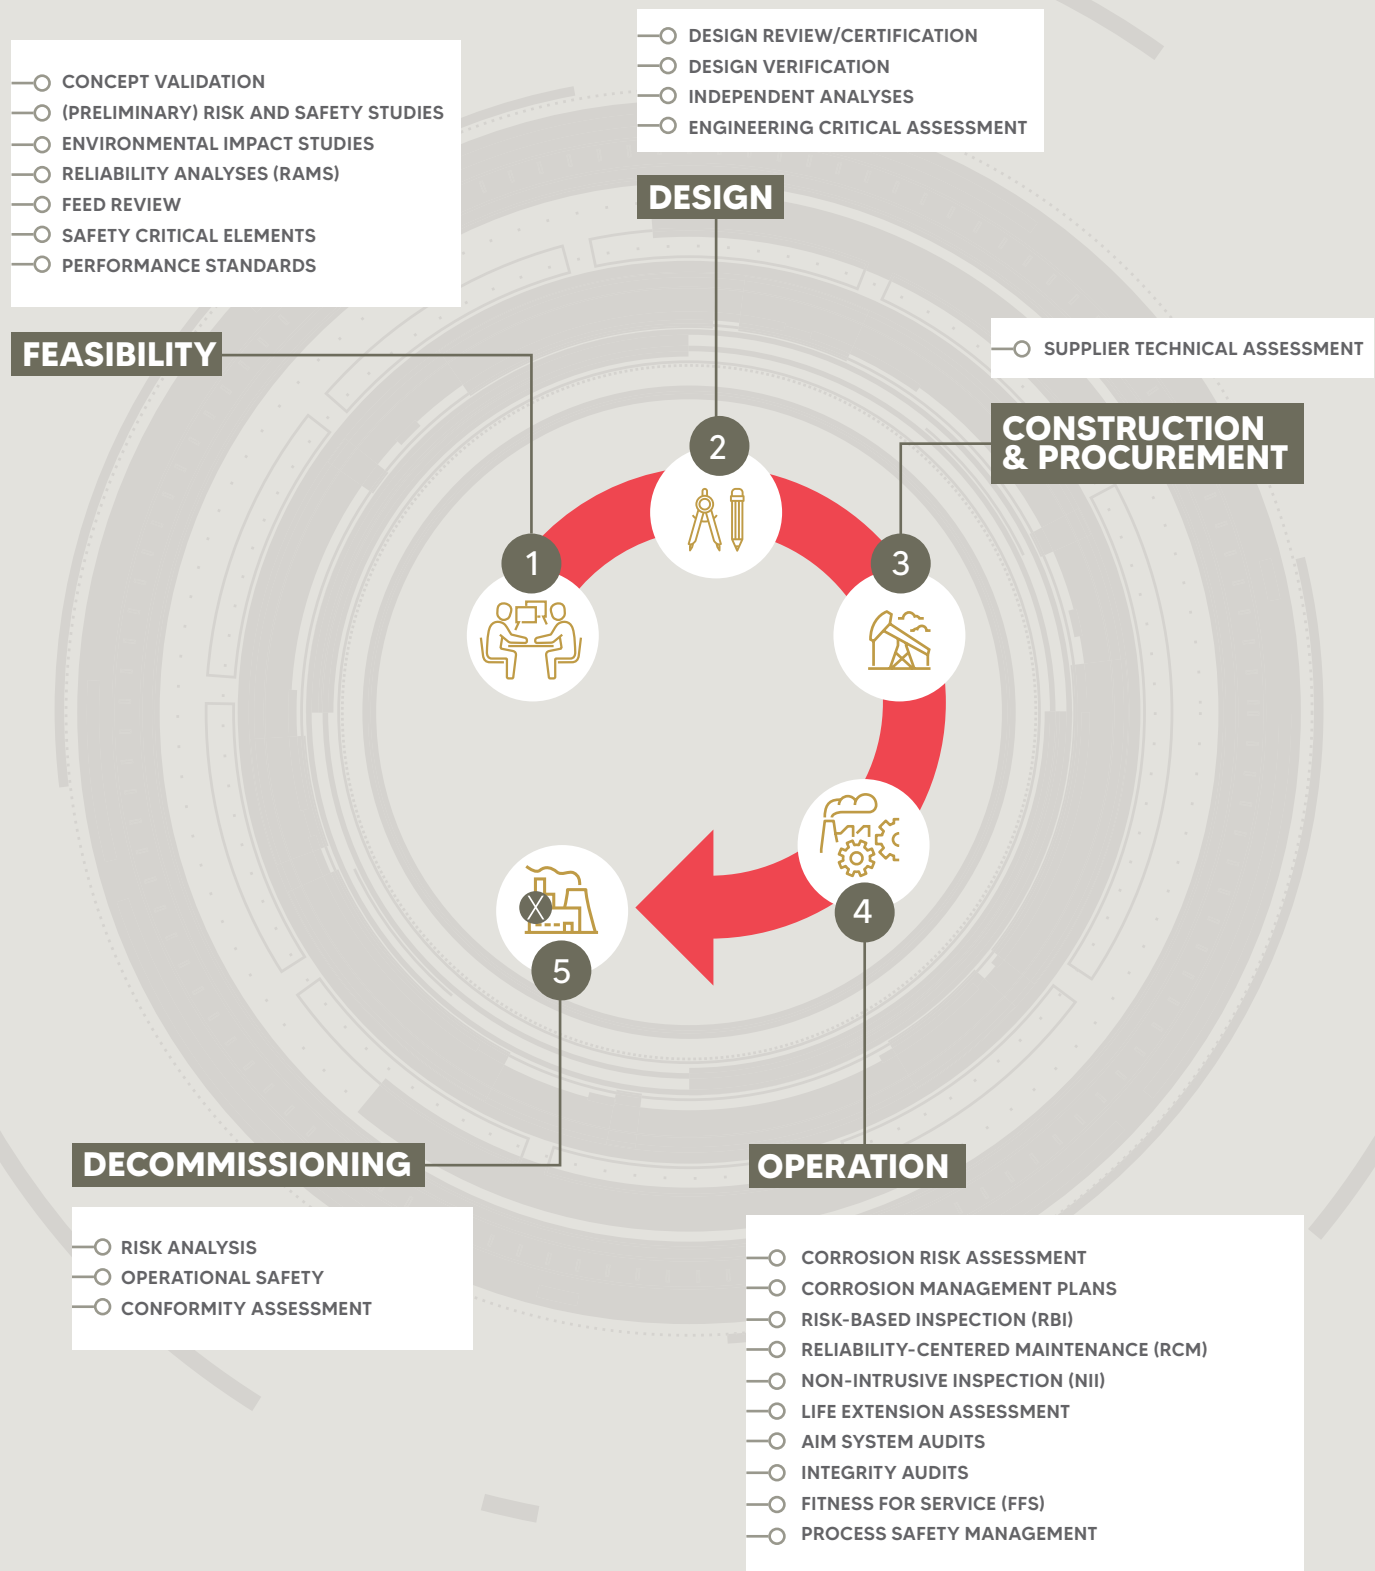 CONCEPT VALIDATION
(PRELIMINARY) RISK AND SAFETY STUDIES
ENVIRONMENTAL IMPACT STUDIES
RELIABILITY ANALYSES (RAMS)
FEED REVIEW
SAFETY CRITICAL ELEMENTS
PERFORMANCE STANDARDS
FEASIBILITY
DESIGN REVIEW/CERTIFICATION
DESIGN VERIFICATION
INDEPENDENT ANALYSES
ENGINEERING CRITICAL ASSESSMENT
DESIGN
SUPPLIER TECHNICAL ASSESSMENT
CONSTRUCTION
& PROCUREMENT
1
2
3
4
5
DECOMMISSIONING
RISK ANALYSIS
OPERATIONAL SAFETY
CONFORMITY ASSESSMENT
OPERATION
CORROSION RISK ASSESSMENT
CORROSION MANAGEMENT PLANS
RISK-BASED INSPECTION (RBI)
RELIABILITY-CENTERED MAINTENANCE (RCM)
NON-INTRUSIVE INSPECTION (NII)
LIFE EXTENSION ASSESSMENT
AIM SYSTEM AUDITS
INTEGRITY AUDITS
FITNESS FOR SERVICE (FFS)
PROCESS SAFETY MANAGEMENT